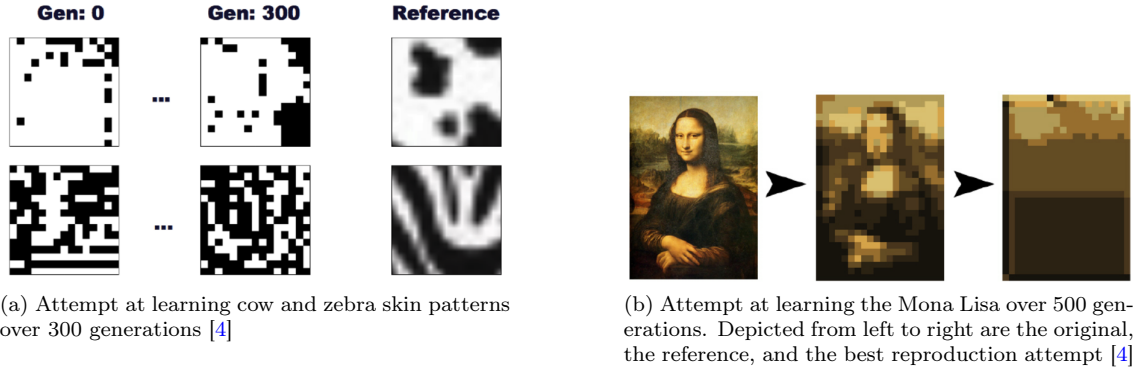 Gen: 0
Gen: 300
Reference
...
...
(a) Attempt at learning cow and zebra skin patterns
over 300 generations [4]
(b) Attempt at learning the Mona Lisa over 500 gen-
erations. Depicted from left to right are the original,
the reference, and the best reproduction attempt [4]